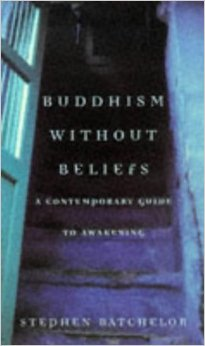 BUDDHISM
WITHOUT
BELIEFS
A CONTEMPORARY GUIDE
TO AWAKENING
STEPHEN BATCHELOR